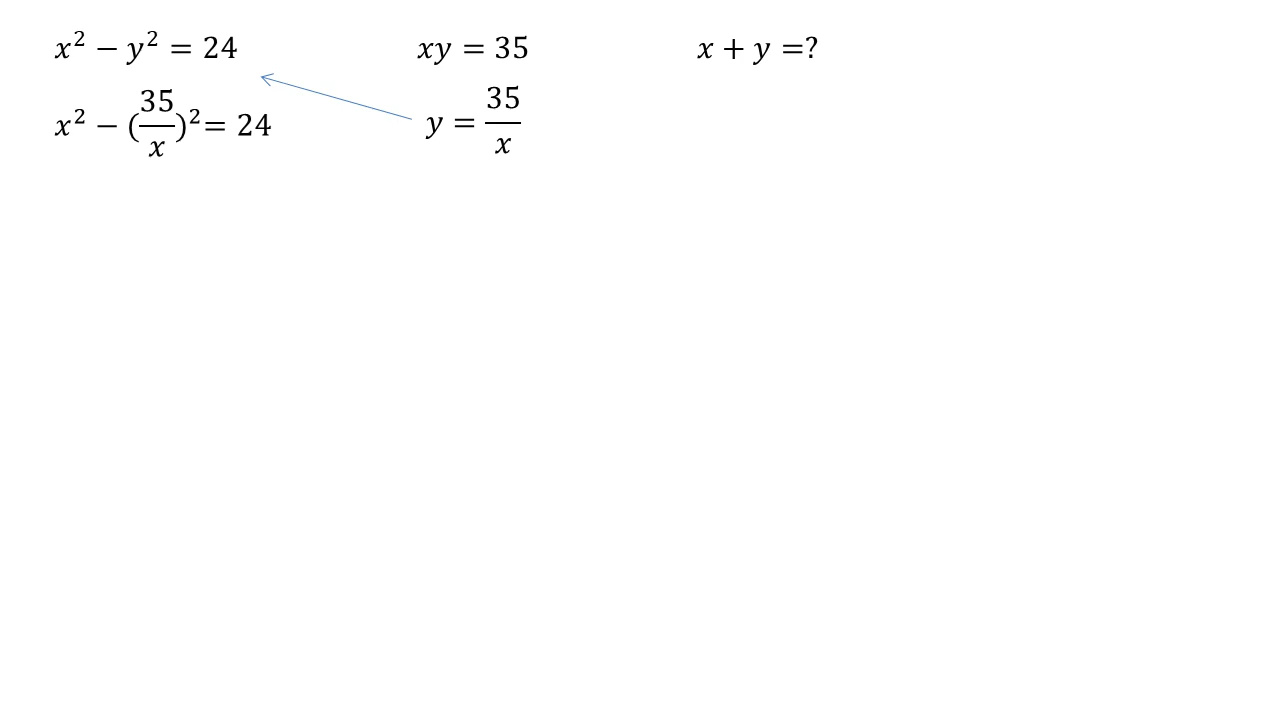 x² − y² = 24
xy = 35
x + y =?
x² − (35/x)²= 24
y = 35/x